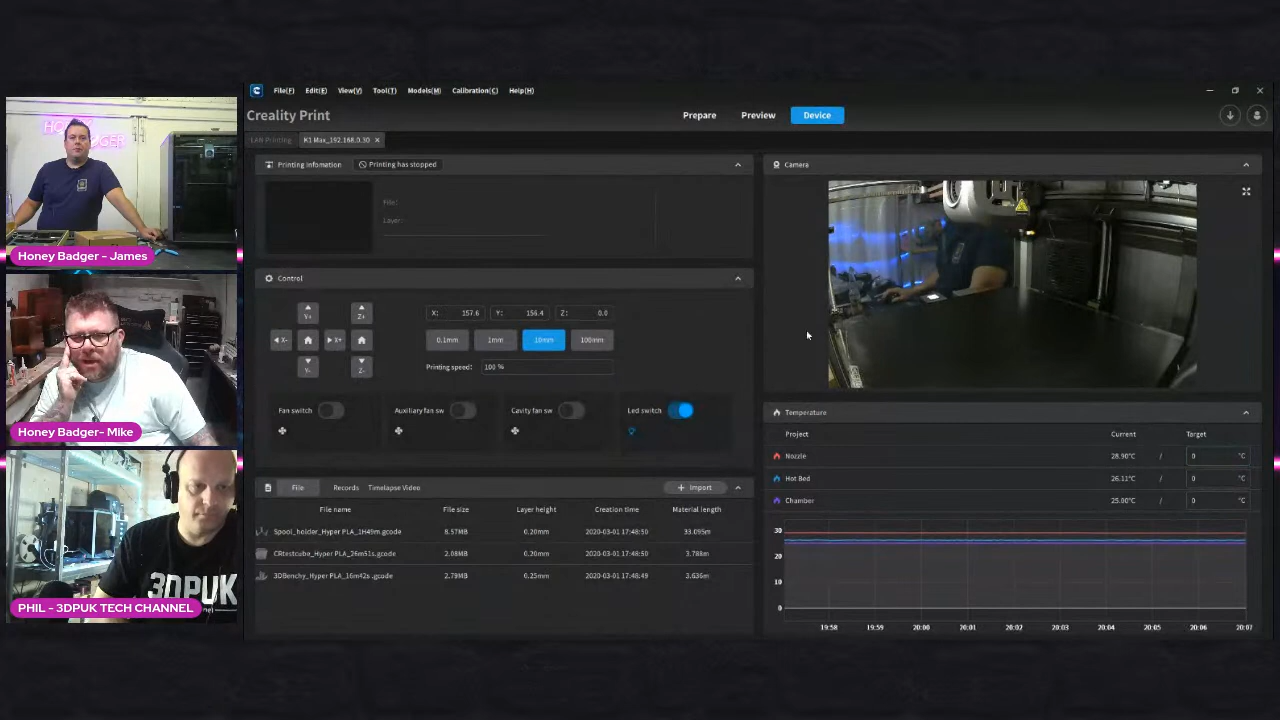 File(F) Edit(E) View(V) Tool(T) Models(M) Calibration(C) Help(H)
Creality Print
Prepare Preview Device
LAN Printing K1 Max_192.168.0.30 ×
Printing Infomation Printing has stopped
File:
Layer:
Control
Y+ Z+
X- X+
Y- Z-
X: 157.6 Y: 156.4 Z: 0.0
0.1mm 1mm 10mm 100mm
Printing speed: 100 %
Fan switch Auxiliary fan sw Cavity fan sw Led switch
File Records Timelapse Video + Import
File name File size Layer height Creation time Material length
Spool_holder_Hyper PLA_1H49m.gcode 8.57MB 0.20mm 2020-03-01 17:48:50 33.095m
CRtestcube_Hyper PLA_26m51s.gcode 2.08MB 0.20mm 2020-03-01 17:48:50 3.788m
3DBenchy_Hyper PLA_16m42s .gcode 2.79MB 0.25mm 2020-03-01 17:48:49 3.636m
Camera
Temperature
Project Current Target
Nozzle 28.90°C / 0 °C
Hot Bed 26.11°C / 0 °C
Chamber 25.00°C / 0 °C
30
20
10
0
19:58 19:59 20:00 20:01 20:02 20:03 20:04 20:05 20:06 20:07
Honey Badger - James
Honey Badger- Mike
3DPUK
PHIL - 3DPUK TECH CHANNEL